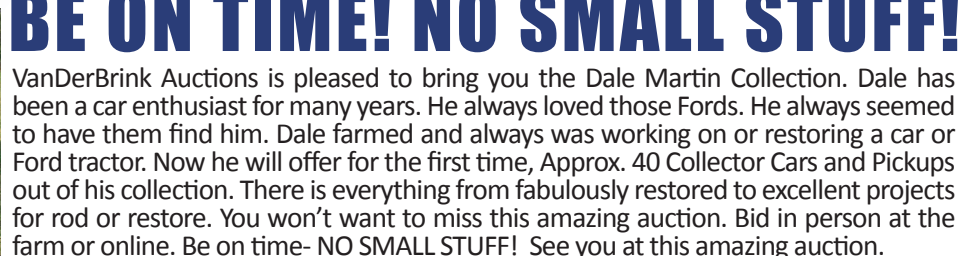 BE ON TIME! NO SMALL STUFF!
VanDerBrink Auctions is pleased to bring you the Dale Martin Collection. Dale has
been a car enthusiast for many years. He always loved those Fords. He always seemed
to have them find him. Dale farmed and always was working on or restoring a car or
Ford tractor. Now he will offer for the first time, Approx. 40 Collector Cars and Pickups
out of his collection. There is everything from fabulously restored to excellent projects
for rod or restore. You won't want to miss this amazing auction. Bid in person at the
farm or online. Be on time- NO SMALL STUFF! See you at this amazing auction.